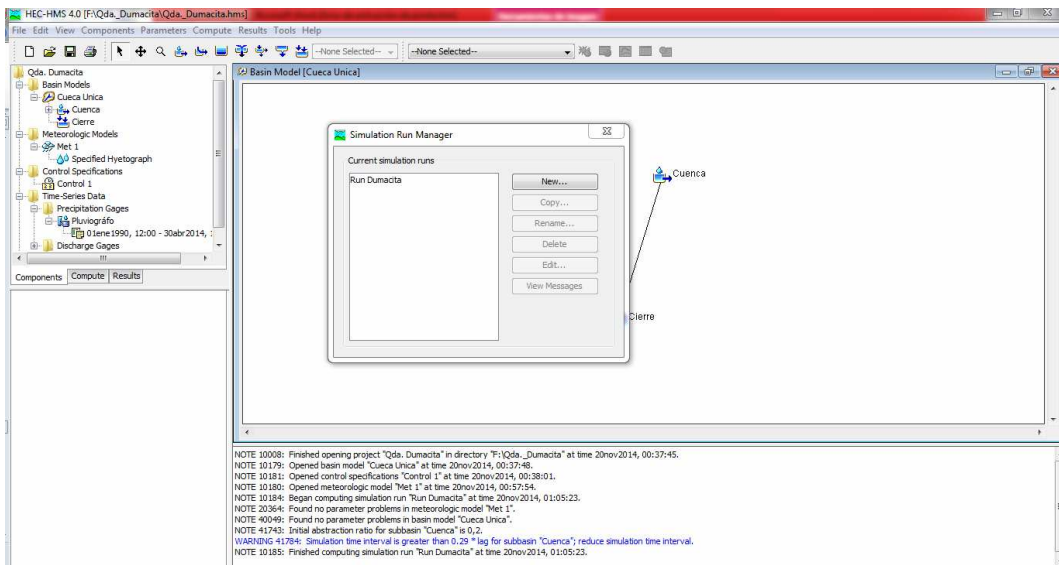 HEC-HMS 4.0 [F:\Qda._Dumacita\Qda._Dumacita.hms]
File Edit View Components Parameters Compute Results Tools Help
--None Selected-- --None Selected--
Qda. Dumacita
Basin Models
Cueca Unica
Cuenca
Cierre
Meteorologic Models
Met 1
Specified Hyetograph
Control Specifications
Control 1
Time-Series Data
Precipitation Gages
Pluviográfo
01ene1990, 12:00 - 30abr2014, 1
Discharge Gages
Components Compute Results
Basin Model [Cueca Unica]
Cuenca
Cierre
Simulation Run Manager
Current simulation runs
Run Dumacita
New...
Copy...
Rename...
Delete
Edit...
View Messages
NOTE 10008: Finished opening project "Qda. Dumacita" in directory "F:\Qda._Dumacita" at time 20nov2014, 00:37:45.
NOTE 10179: Opened basin model "Cueca Unica" at time 20nov2014, 00:37:48.
NOTE 10181: Opened control specifications "Control 1" at time 20nov2014, 00:38:01.
NOTE 10180: Opened meteorologic model "Met 1" at time 20nov2014, 00:57:54.
NOTE 10184: Began computing simulation run "Run Dumacita" at time 20nov2014, 01:05:23.
NOTE 20364: Found no parameter problems in meteorologic model "Met 1".
NOTE 40049: Found no parameter problems in basin model "Cueca Unica".
NOTE 41743: Initial abstraction ratio for subbasin "Cuenca" is 0,2.
WARNING 41784: Simulation time interval is greater than 0.29 * lag for subbasin "Cuenca"; reduce simulation time interval.
NOTE 10185: Finished computing simulation run "Run Dumacita" at time 20nov2014, 01:05:23.